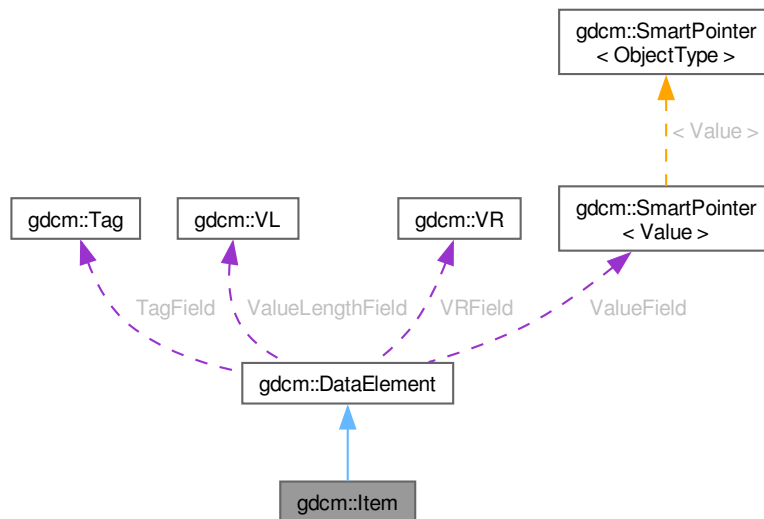 gdcm::SmartPointer
< ObjectType >
< Value >
gdcm::Tag
gdcm::VL
gdcm::VR
gdcm::SmartPointer
< Value >
TagField
ValueLengthField
VRField
ValueField
gdcm::DataElement
gdcm::Item